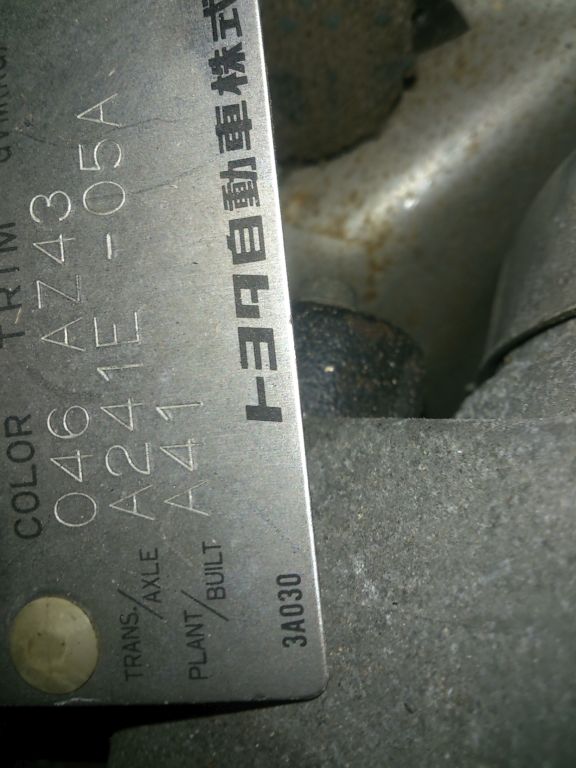 COLOR TRIM
046 AZ43
TRANS./AXLE A241E -05A
PLANT/BUILT A41
トヨタ自動車株式
3A030